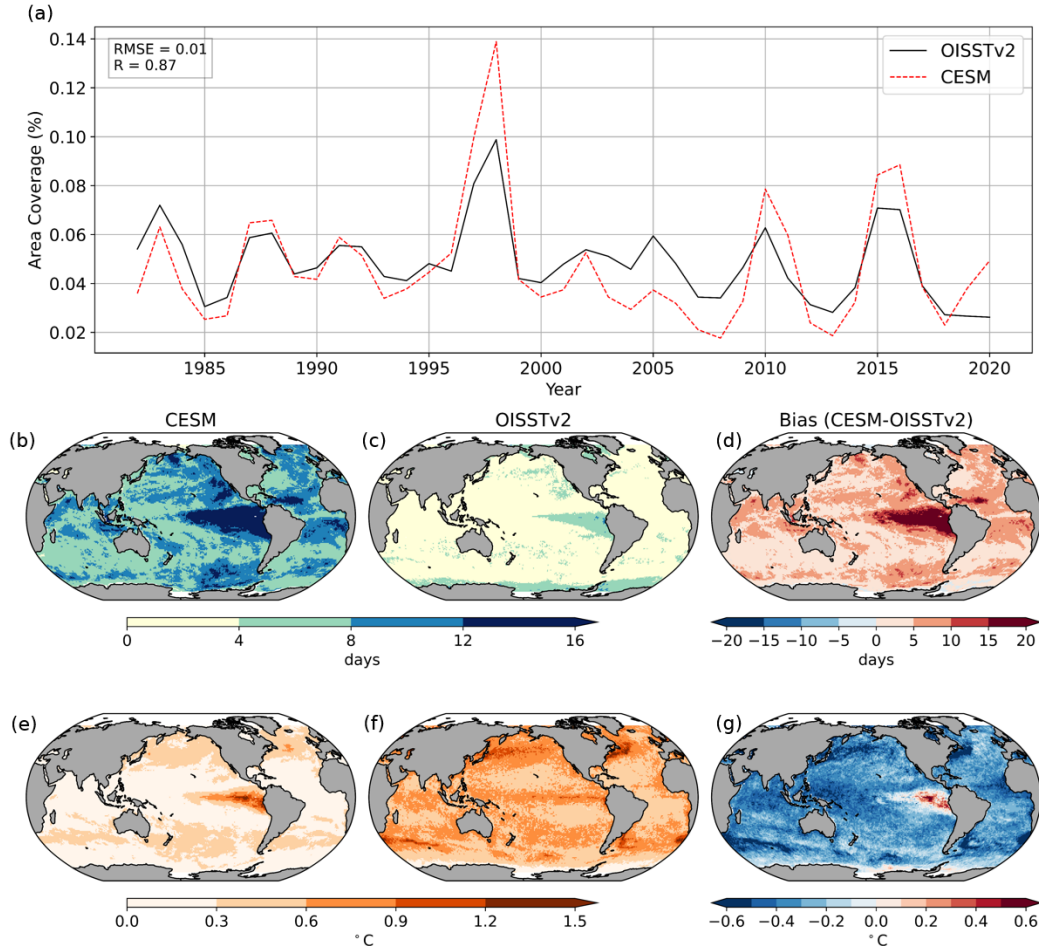 (a)
RMSE = 0.01
R = 0.87
OISSTv2
CESM
Area Coverage (%)
0.14
0.12
0.10
0.08
0.06
0.04
0.02
1985 1990 1995 2000 2005 2010 2015 2020
Year
CESM OISSTv2 Bias (CESM-OISSTv2)
(b) (c) (d)
0 4 8 12 16
days
−20 −15 −10 −5 0 5 10 15 20
days
(e) (f) (g)
0.0 0.3 0.6 0.9 1.2 1.5
°C
−0.6 −0.4 −0.2 0.0 0.2 0.4 0.6
°C